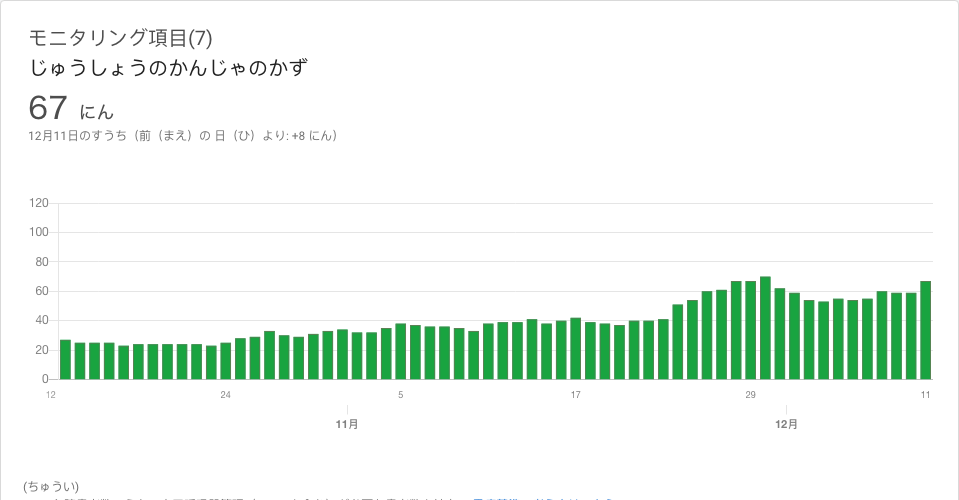 モニタリング項目(7)
じゅうしょうのかんじゃのかず
67 にん
12月11日のすうち（前（まえ）の 日（ひ）より: +8 にん）
120
100
80
60
40
20
0
12 24 5 17 29 11
11月 12月
(ちゅうい)